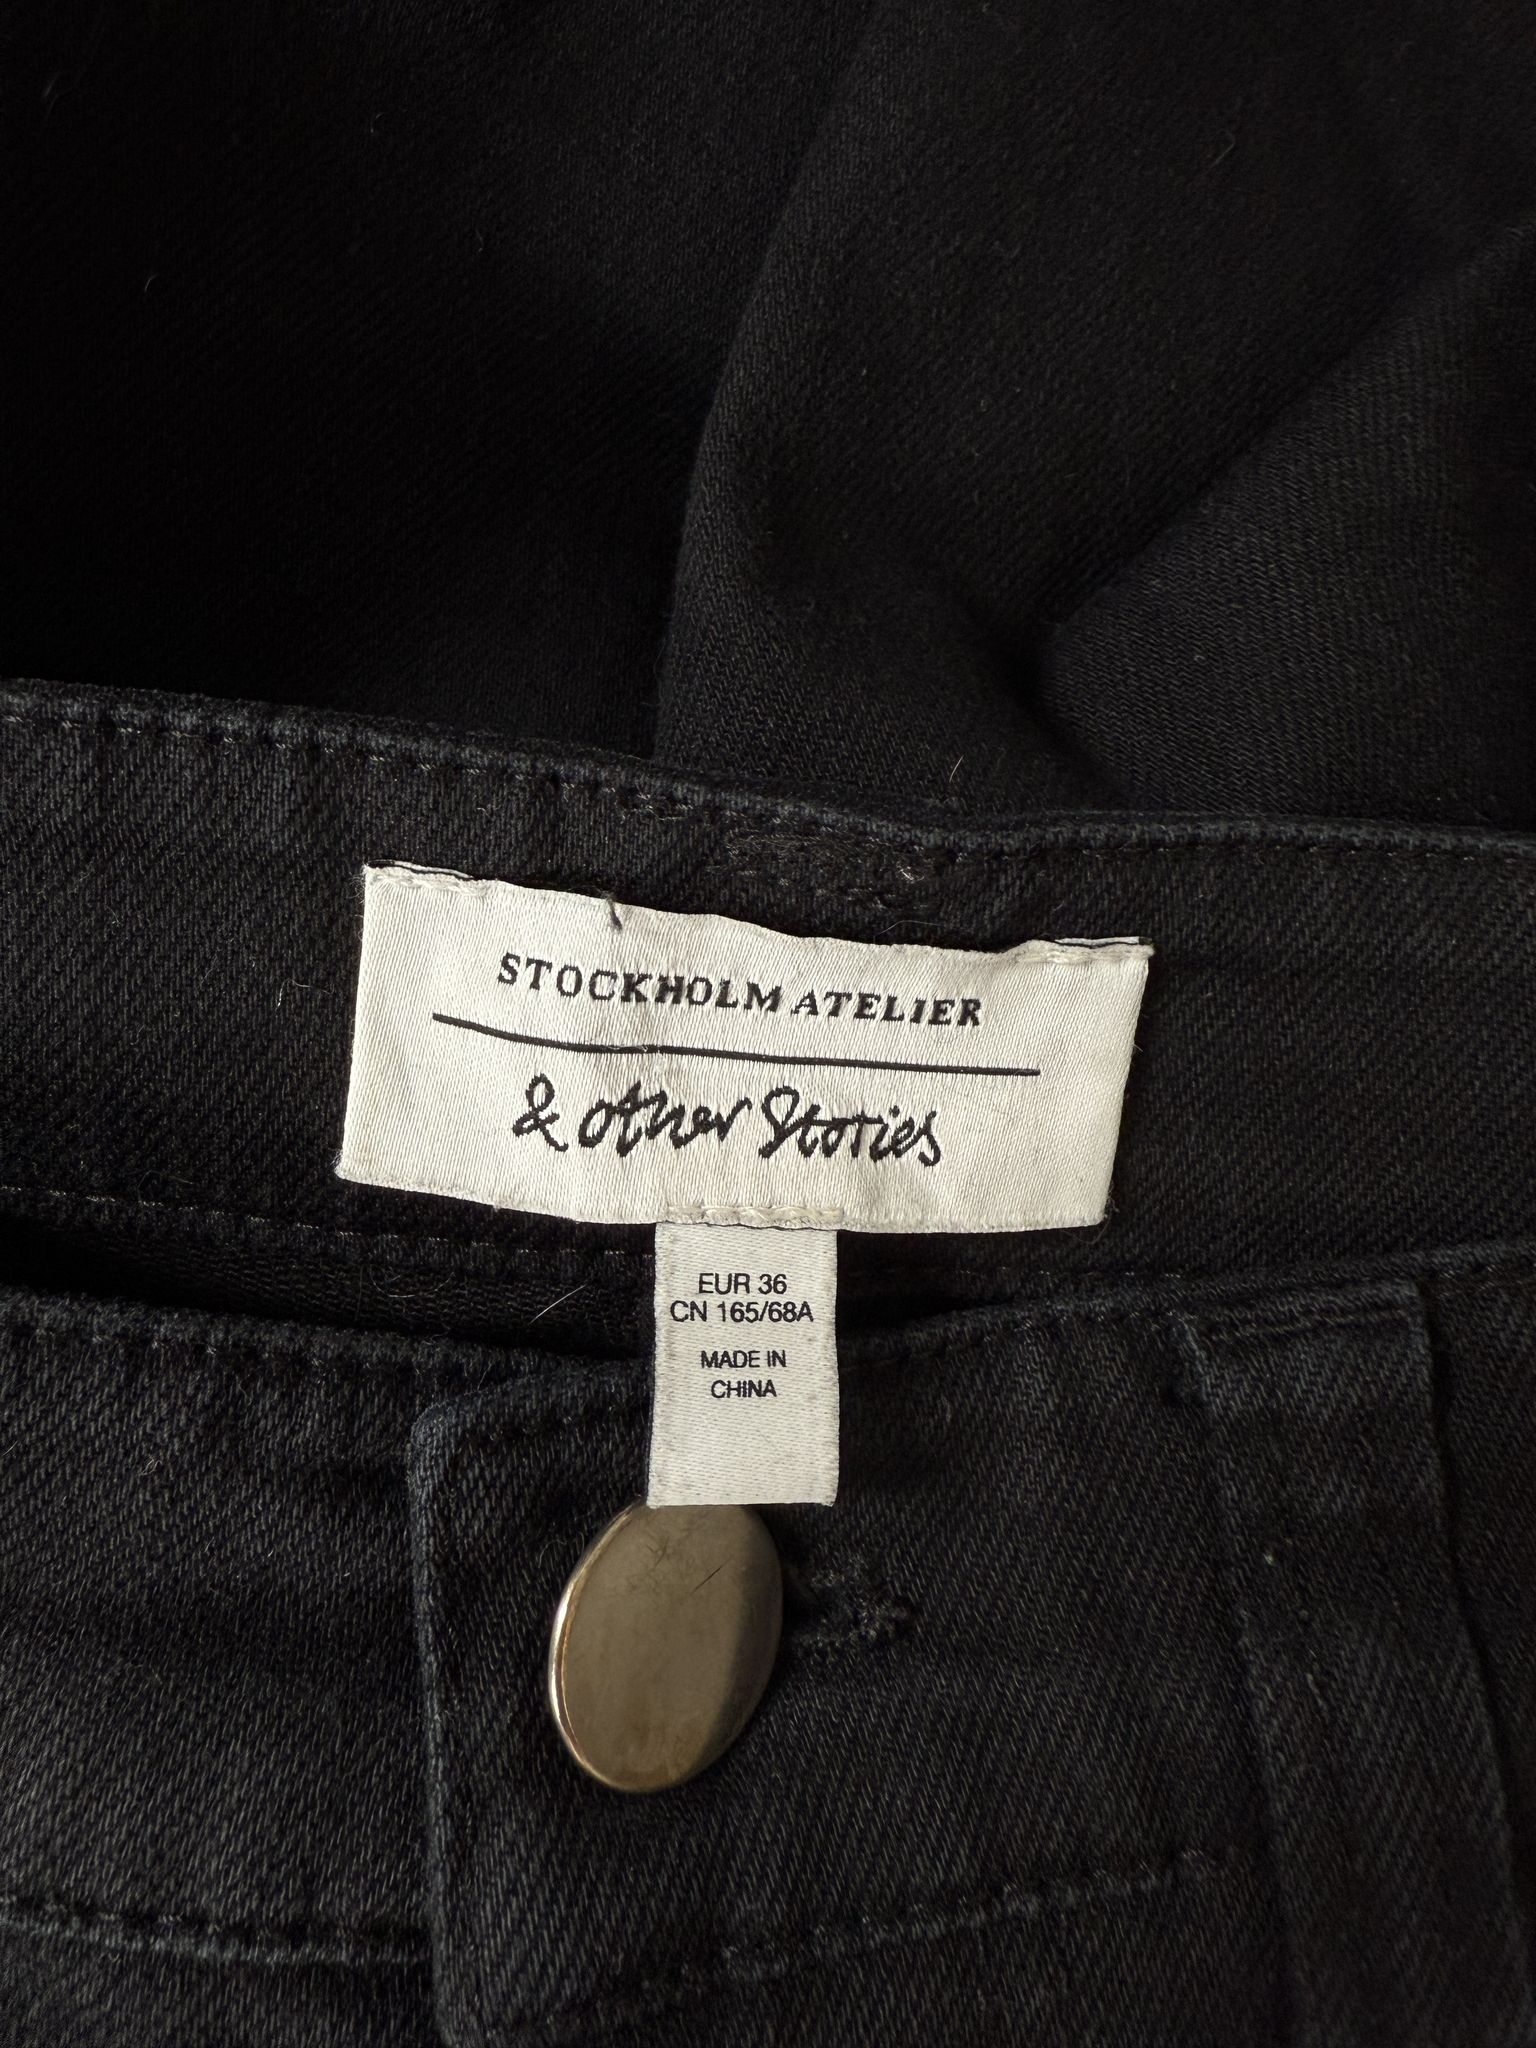 STOCKHOLM ATELIER
& other Stories
EUR 36
CN 165/68A
MADE IN
CHINA